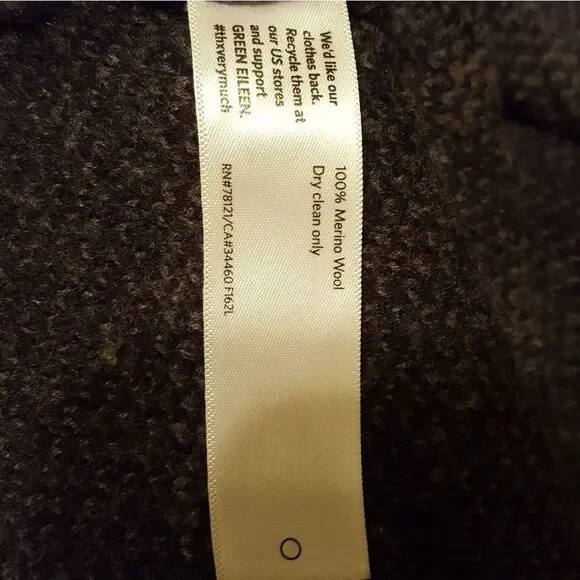 We'd like our
clothes back.
Recycle them at
our US stores
and support
GREEN EILEEN.
#thxverymuch
100% Merino Wool
Dry clean only
RN#78121/CA#34460 F162L